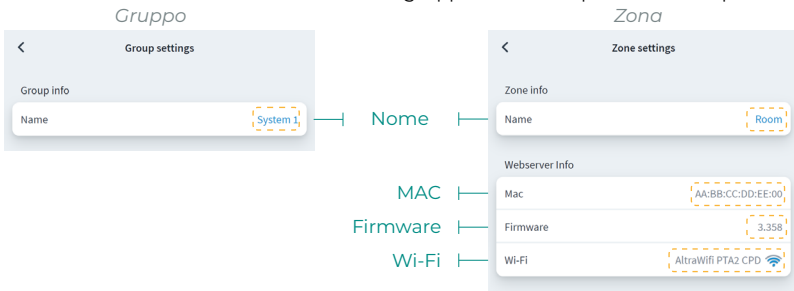 Gruppo
Group settings
Group info
Name
System 1
Nome
MAC
Firmware
Wi-Fi
Zona
Zone settings
Zone info
Name
Room
Webserver Info
Mac
AA:BB:CC:DD:EE:00
Firmware
3.358
Wi-Fi
AltraWifi PTA2 CPD